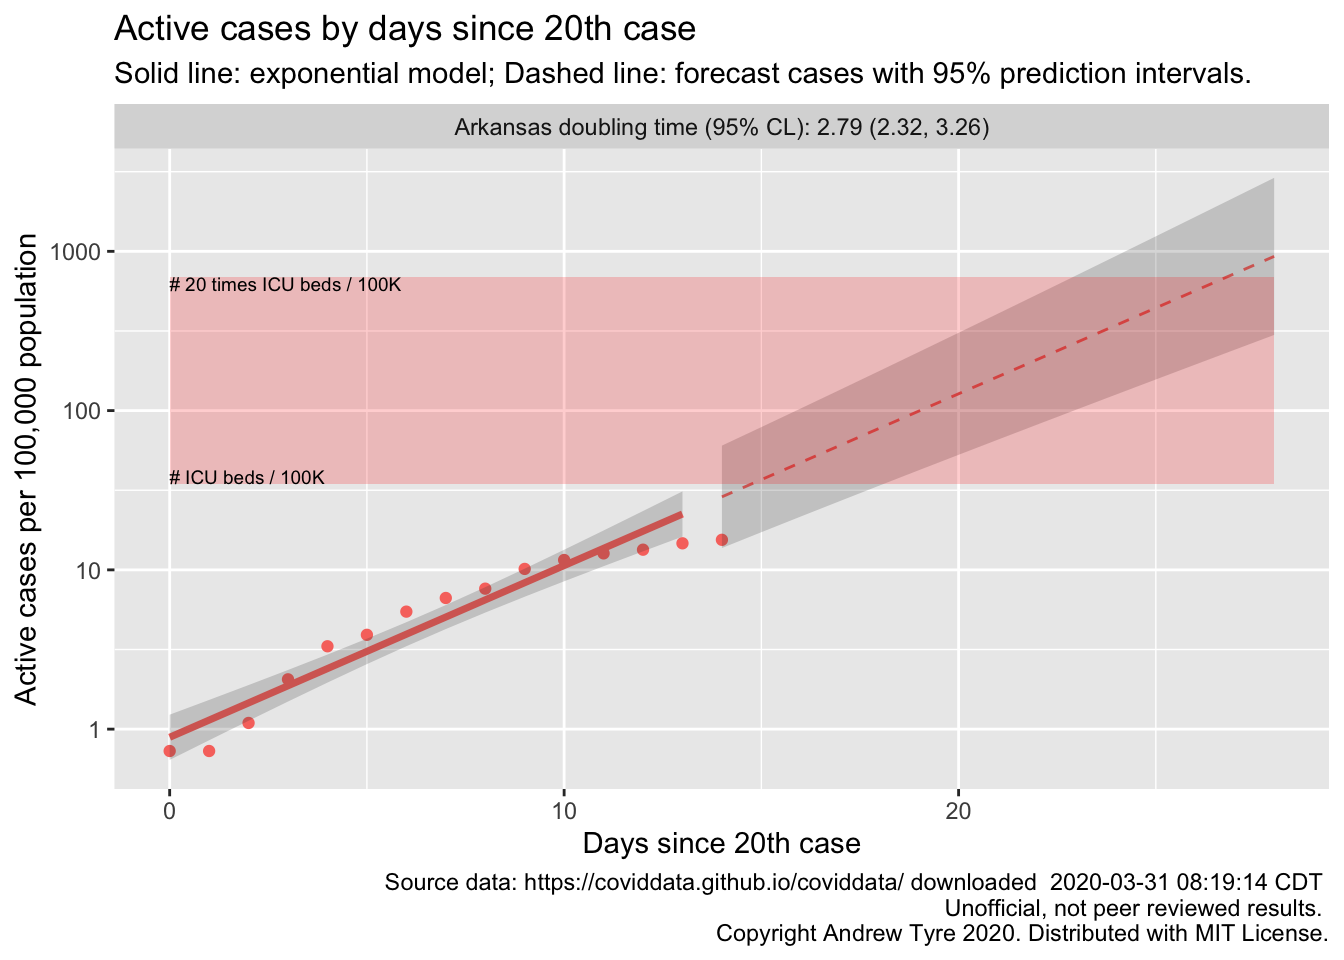 Active cases by days since 20th case
Solid line: exponential model; Dashed line: forecast cases with 95% prediction intervals.
Arkansas doubling time (95% CL): 2.79 (2.32, 3.26)
Active cases per 100,000 population
1000
100
10
1
# 20 times ICU beds / 100K
# ICU beds / 100K
0
10
20
Days since 20th case
Source data: https://coviddata.github.io/coviddata/ downloaded  2020-03-31 08:19:14 CDT
Unofficial, not peer reviewed results.
Copyright Andrew Tyre 2020. Distributed with MIT License.